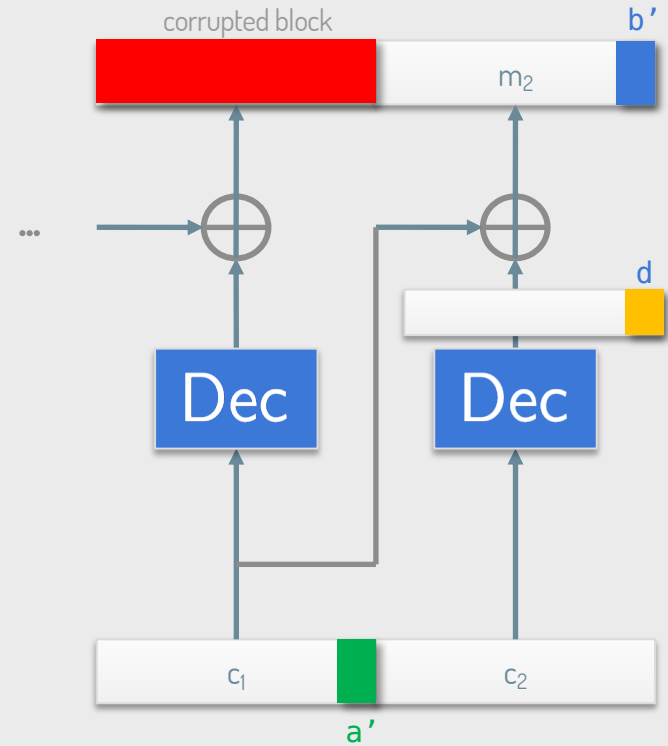 corrupted block
b'
m₂
...
d
Dec
Dec
c₁
c₂
a'